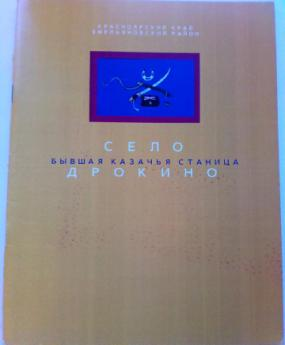 КРАСНОЯРСКИЙ КРАЙ
ЕМЕЛЬЯНОВСКИЙ РАЙОН
СЕЛО
БЫВШАЯ КАЗАЧЬЯ СТАНИЦА
ДРОКИНО